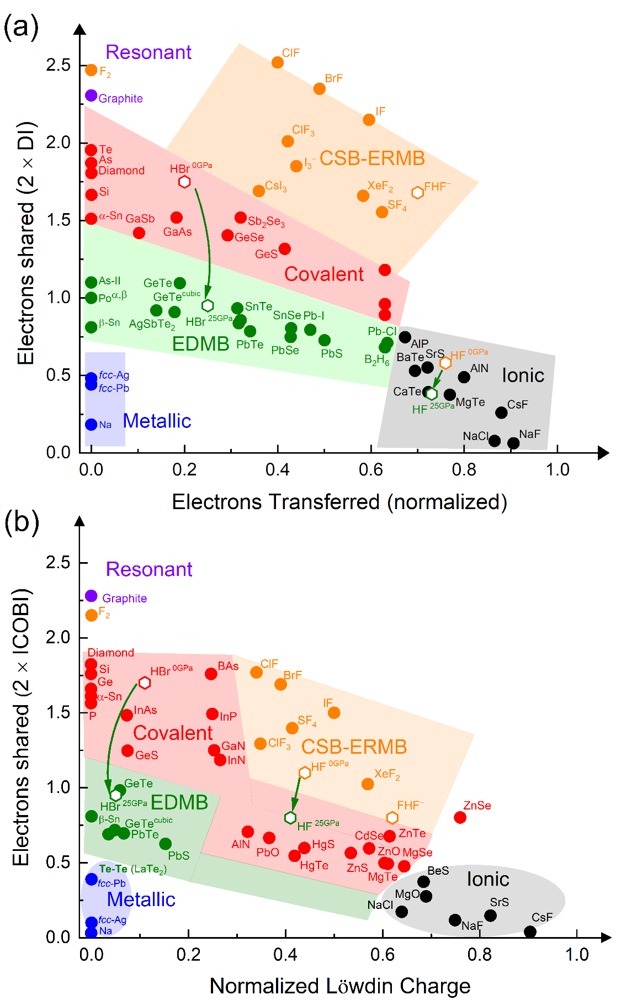 (a)
Resonant
ClF
2.5
F₂
BrF
Graphite
IF
ClF₃
2.0
Te
As
Diamond
HBr ⁰ᴳᴾᵃ
I₃⁻
CSB-ERMB
Si
CsI₃
XeF₂
FHF⁻
SF₄
1.5
α-Sn
GaSb
GaAs
Sb₂Se₃
GeSe
GeS
Covalent
As-II
GeTe
1.0
Po^α,β
GeTe^cubic
SnTe
β-Sn
AgSbTe₂
HBr ²⁵ᴳᴾᵃ
SnSe
Pb-I
EDMB
PbTe
PbSe
PbS
Pb-Cl
B₂H₆
AlP
BaTe
SrS
HF ⁰ᴳᴾᵃ
AlN
Ionic
0.5
fcc-Ag
fcc-Pb
CaTe
MgTe
HF ²⁵ᴳᴾᵃ
CsF
Na
Metallic
NaCl
NaF
0.0
Electrons shared (2 × DI)
0.0 0.2 0.4 0.6 0.8 1.0
Electrons Transferred (normalized)
(b)
2.5
Resonant
Graphite
F₂
2.0
Diamond
Si
HBr ⁰ᴳᴾᵃ
BAs
ClF
Ge
BrF
α-Sn
P
InAs
InP
IF
1.5
SF₄
Covalent
GeS
GaN
InN
ClF₃
CSB-ERMB
HF ⁰ᴳᴾᵃ
XeF₂
1.0
GeTe
HBr ²⁵ᴳᴾᵃ
EDMB
FHF⁻
ZnSe
β-Sn
GeTe^cubic
PbTe
HF ²⁵ᴳᴾᵃ
PbS
AlN
PbO
HgS
HgTe
CdSe
ZnTe
ZnS
ZnO
MgSe
MgTe
0.5
Te-Te (LaTe₂)
fcc-Pb
Metallic
BeS
Ionic
MgO
NaCl
SrS
fcc-Ag
Na
NaF
CsF
0.0
Electrons shared (2 × ICOBI)
0.0 0.2 0.4 0.6 0.8 1.0
Normalized Löwdin Charge